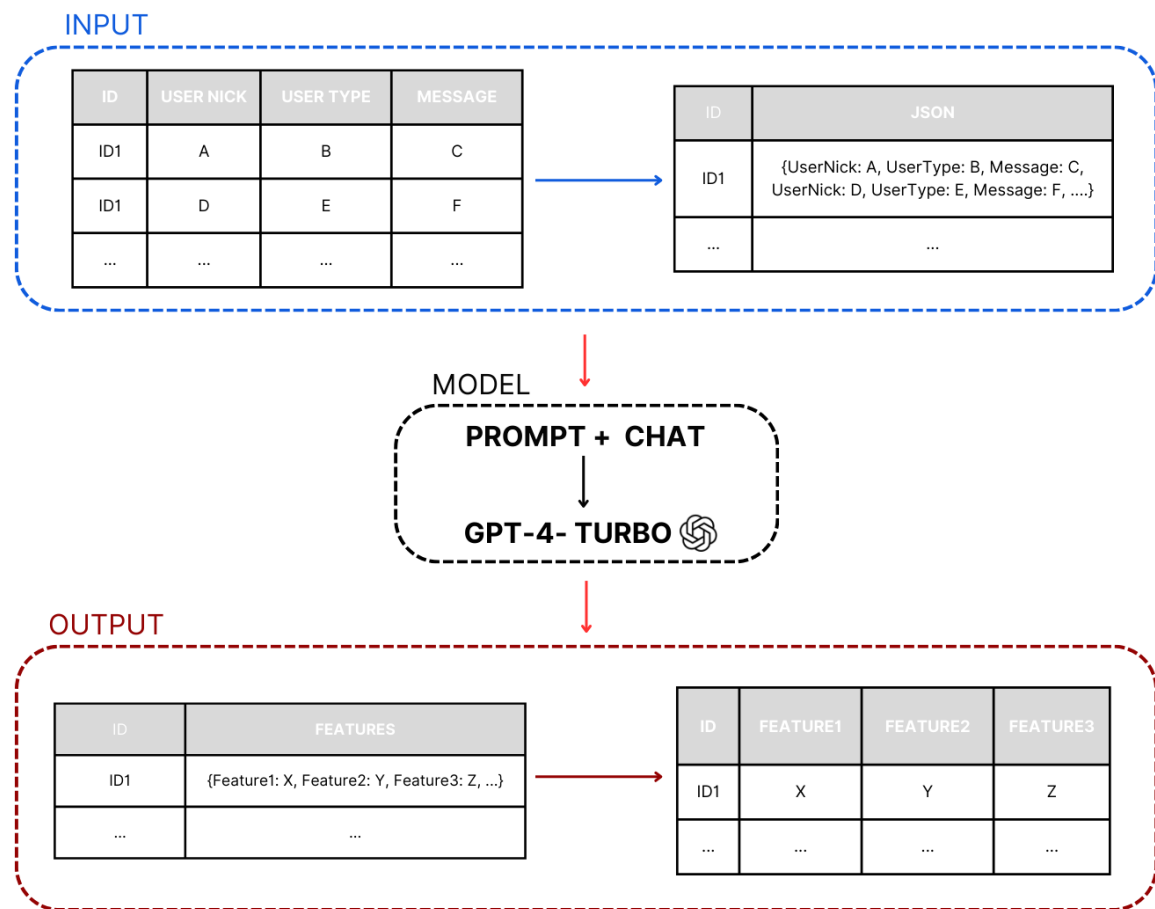 INPUT
ID USER NICK USER TYPE MESSAGE
ID1 A B C
ID1 D E F
... ... ... ...
ID JSON
ID1 {UserNick: A, UserType: B, Message: C,
UserNick: D, UserType: E, Message: F, ....}
... ...
MODEL
PROMPT + CHAT
GPT-4- TURBO
OUTPUT
ID FEATURES
ID1 {Feature1: X, Feature2: Y, Feature3: Z, ...}
... ...
ID FEATURE1 FEATURE2 FEATURE3
ID1 X Y Z
... ... ... ...